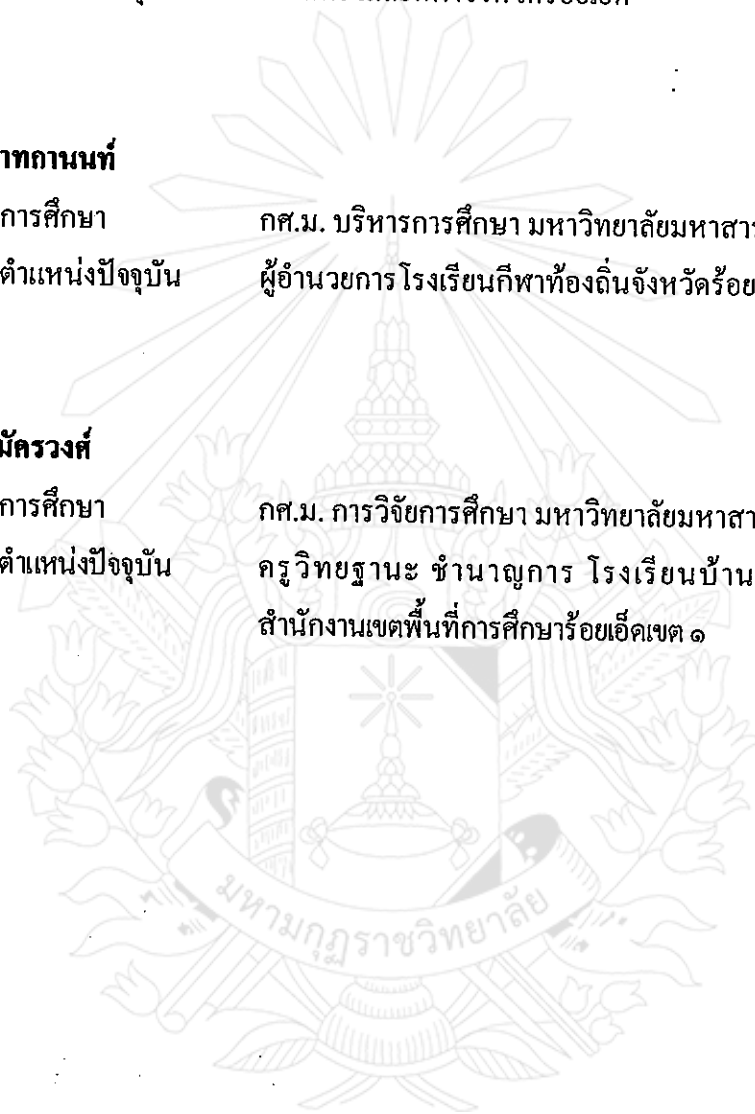 าทกานนท์
การศึกษา กศ.ม. บริหารการศึกษา มหาวิทยาลัยมหาสาร
ตำแหน่งปัจจุบัน ผู้อำนวยการโรงเรียนกีฬาท้องถิ่นจังหวัดร้อย
มัครวงศ์
การศึกษา กศ.ม. การวิจัยการศึกษา มหาวิทยาลัยมหาสา
ตำแหน่งปัจจุบัน ครูวิทยฐานะ ชำนาญการ โรงเรียนบ้าน
สำนักงานเขตพื้นที่การศึกษาร้อยเอ็ดเขต ๑
มหามกุฏราชวิทยาลัย